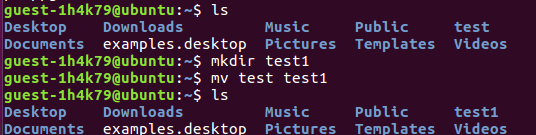 guest-1h4k79@ubuntu:~$ ls
Desktop    Downloads         Music     Public     test
Documents  examples.desktop  Pictures  Templates  Videos
guest-1h4k79@ubuntu:~$ mkdir test1
guest-1h4k79@ubuntu:~$ mv test test1
guest-1h4k79@ubuntu:~$ ls
Desktop    Downloads         Music     Public     test1
Documents  examples.desktop  Pictures  Templates  Videos